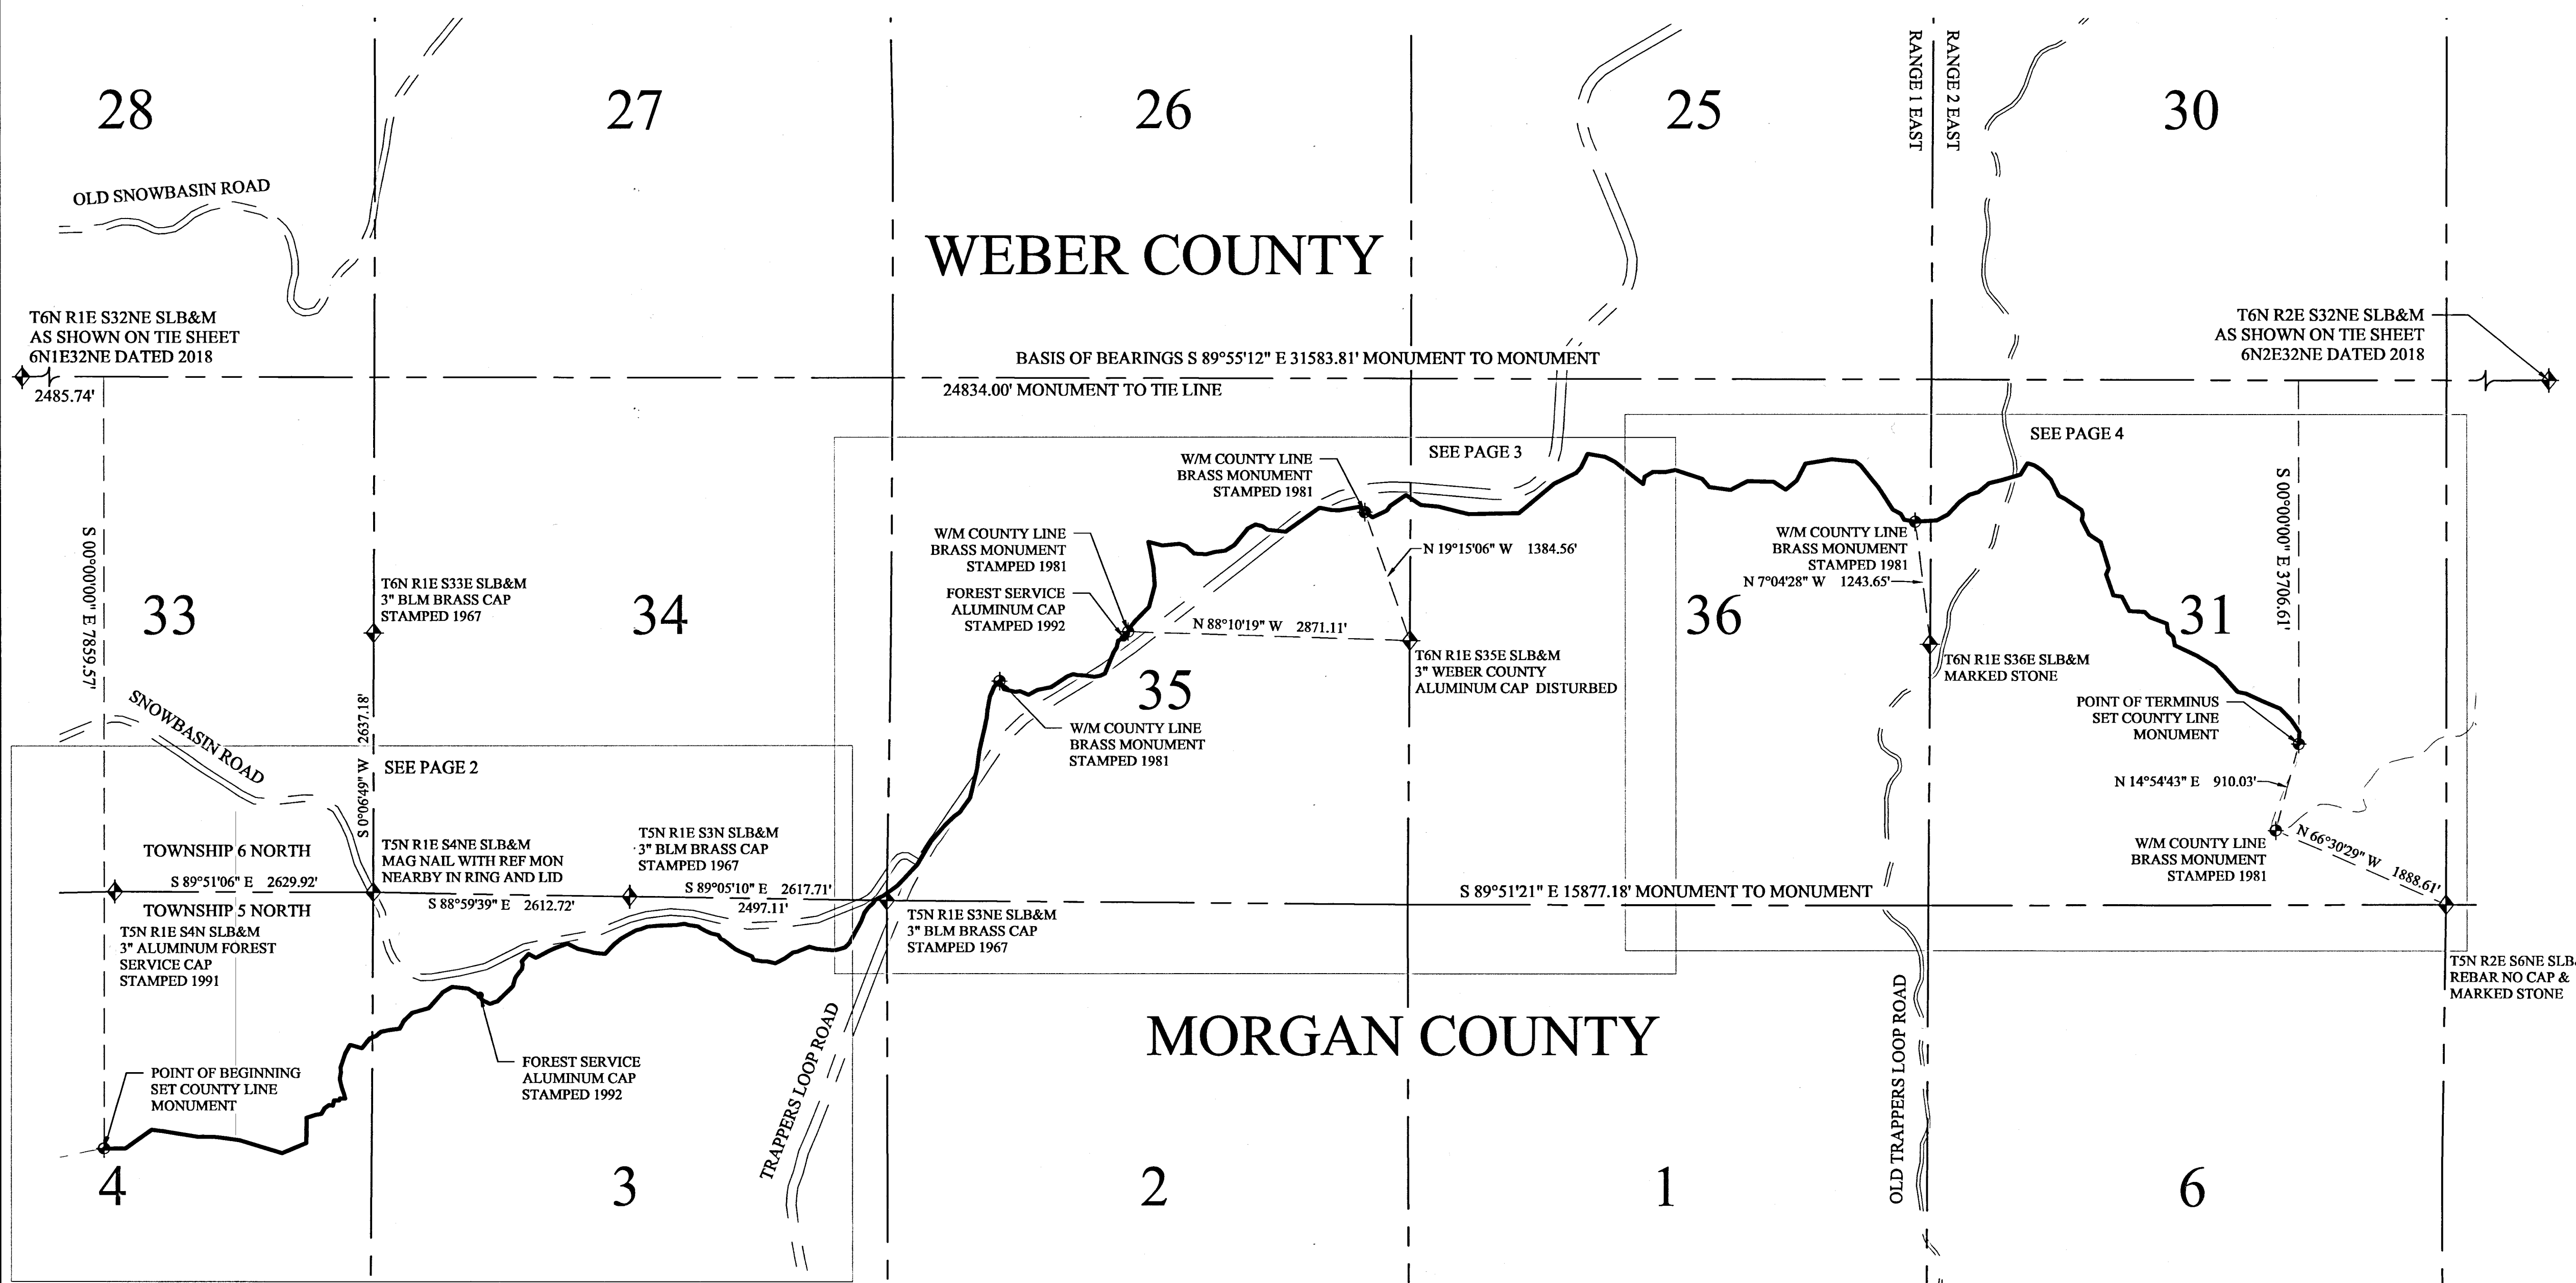 28
27
26
25
30
RANGE 1 EAST
RANGE 2 EAST
OLD SNOWBASIN ROAD
WEBER COUNTY
T6N R1E S32NE SLB&M
AS SHOWN ON TIE SHEET
6N1E32NE DATED 2018
2485.74'
BASIS OF BEARINGS S 89°55'12" E 31583.81' MONUMENT TO MONUMENT
24834.00' MONUMENT TO TIE LINE
T6N R2E S32NE SLB&M
AS SHOWN ON TIE SHEET
6N2E32NE DATED 2018
SEE PAGE 3
SEE PAGE 4
W/M COUNTY LINE
BRASS MONUMENT
STAMPED 1981
W/M COUNTY LINE
BRASS MONUMENT
STAMPED 1981
FOREST SERVICE
ALUMINUM CAP
STAMPED 1992
N 19°15'06" W 1384.56'
N 88°10'19" W 2871.11'
W/M COUNTY LINE
BRASS MONUMENT
STAMPED 1981
N 7°04'28" W 1243.65'
S 00°00'00" E 3706.61'
S 00°00'00" E 7859.57'
33
T6N R1E S33E SLB&M
3" BLM BRASS CAP
STAMPED 1967
34
35
T6N R1E S35E SLB&M
3" WEBER COUNTY
ALUMINUM CAP DISTURBED
36
T6N R1E S36E SLB&M
MARKED STONE
31
POINT OF TERMINUS
SET COUNTY LINE
MONUMENT
W/M COUNTY LINE
BRASS MONUMENT
STAMPED 1981
SNOWBASIN ROAD
S 0°06'49" W 2637.18'
SEE PAGE 2
N 14°54'43" E 910.03'
W/M COUNTY LINE
BRASS MONUMENT
STAMPED 1981
N 66°30'29" W 1888.61'
TOWNSHIP 6 NORTH
S 89°51'06" E 2629.92'
TOWNSHIP 5 NORTH
T5N R1E S4N SLB&M
3" ALUMINUM FOREST
SERVICE CAP
STAMPED 1991
T5N R1E S4NE SLB&M
MAG NAIL WITH REF MON
NEARBY IN RING AND LID
S 88°59'39" E 2612.72'
T5N R1E S3N SLB&M
3" BLM BRASS CAP
STAMPED 1967
S 89°05'10" E 2617.71'
2497.11'
T5N R1E S3NE SLB&M
3" BLM BRASS CAP
STAMPED 1967
S 89°51'21" E 15877.18' MONUMENT TO MONUMENT
T5N R2E S6NE SLB&
REBAR NO CAP &
MARKED STONE
MORGAN COUNTY
TRAPPERS LOOP ROAD
OLD TRAPPERS LOOP ROAD
POINT OF BEGINNING
SET COUNTY LINE
MONUMENT
FOREST SERVICE
ALUMINUM CAP
STAMPED 1992
4
3
2
1
6